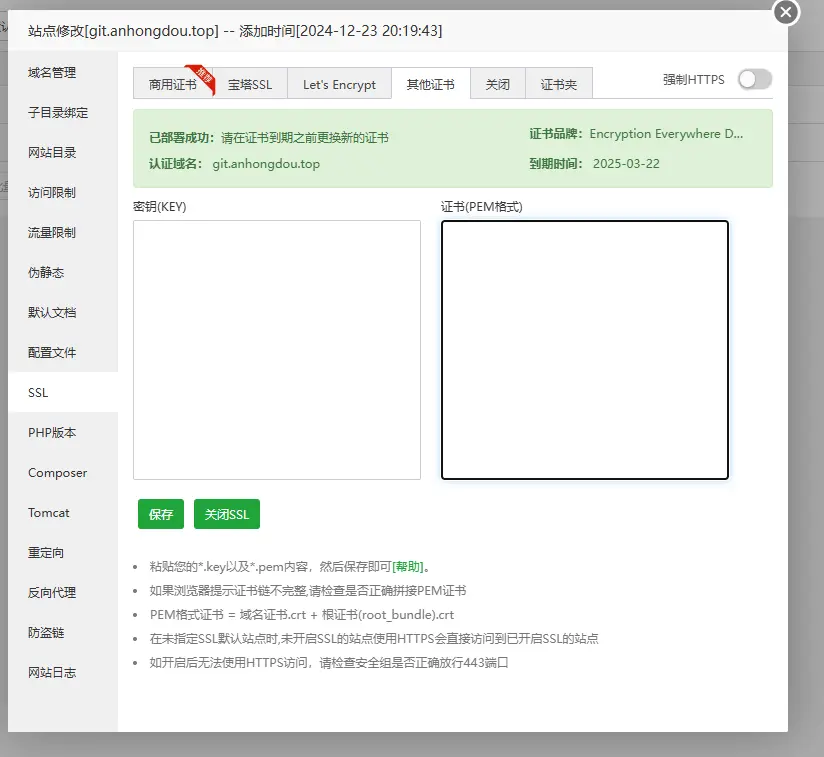 站点修改[git.anhongdou.top] -- 添加时间[2024-12-23 20:19:43]
域名管理
子目录绑定
网站目录
访问限制
流量限制
伪静态
默认文档
配置文件
SSL
PHP版本
Composer
Tomcat
重定向
反向代理
防盗链
网站日志
商用证书 推荐 宝塔SSL Let's Encrypt 其他证书 关闭 证书夹 强制HTTPS
已部署成功：请在证书到期之前更换新的证书 证书品牌：Encryption Everywhere D...
认证域名： git.anhongdou.top 到期时间： 2025-03-22
密钥(KEY) 证书(PEM格式)
保存 关闭SSL
粘贴您的*.key以及*.pem内容，然后保存即可[帮助]。
如果浏览器提示证书链不完整,请检查是否正确拼接PEM证书
PEM格式证书 = 域名证书.crt + 根证书(root_bundle).crt
在未指定SSL默认站点时,未开启SSL的站点使用HTTPS会直接访问到已开启SSL的站点
如开启后无法使用HTTPS访问，请检查安全组是否正确放行443端口